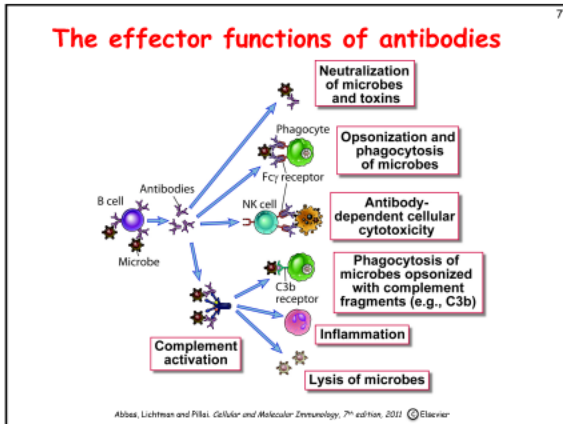 7
The effector functions of antibodies
Neutralization
of microbes
and toxins
Phagocyte
Opsonization and
phagocytosis
of microbes
Fcγ receptor
Antibodies
B cell
NK cell
Antibody-
dependent cellular
cytotoxicity
Microbe
Phagocytosis of
microbes opsonized
with complement
fragments (e.g., C3b)
C3b
receptor
Inflammation
Complement
activation
Lysis of microbes
Abbas, Lichtman and Pillai. Cellular and Molecular Immunology, 7th edition, 2011 © Elsevier